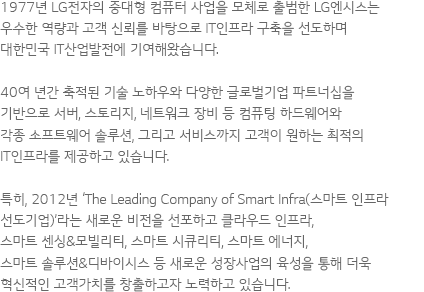 1977년 LG전자의 중대형 컴퓨터 사업을 모체로 출범한 LG엔시스는
우수한 역량과 고객 신뢰를 바탕으로 IT인프라 구축을 선도하며
대한민국 IT산업발전에 기여해왔습니다.
40여 년간 축적된 기술 노하우와 다양한 글로벌기업 파트너십을
기반으로 서버, 스토리지, 네트워크 장비 등 컴퓨팅 하드웨어와
각종 소프트웨어 솔루션, 그리고 서비스까지 고객이 원하는 최적의
IT인프라를 제공하고 있습니다.
특히, 2012년 ‘The Leading Company of Smart Infra(스마트 인프라
선도기업)’라는 새로운 비전을 선포하고 클라우드 인프라,
스마트 센싱&모빌리티, 스마트 시큐리티, 스마트 에너지,
스마트 솔루션&디바이시스 등 새로운 성장사업의 육성을 통해 더욱
혁신적인 고객가치를 창출하고자 노력하고 있습니다.